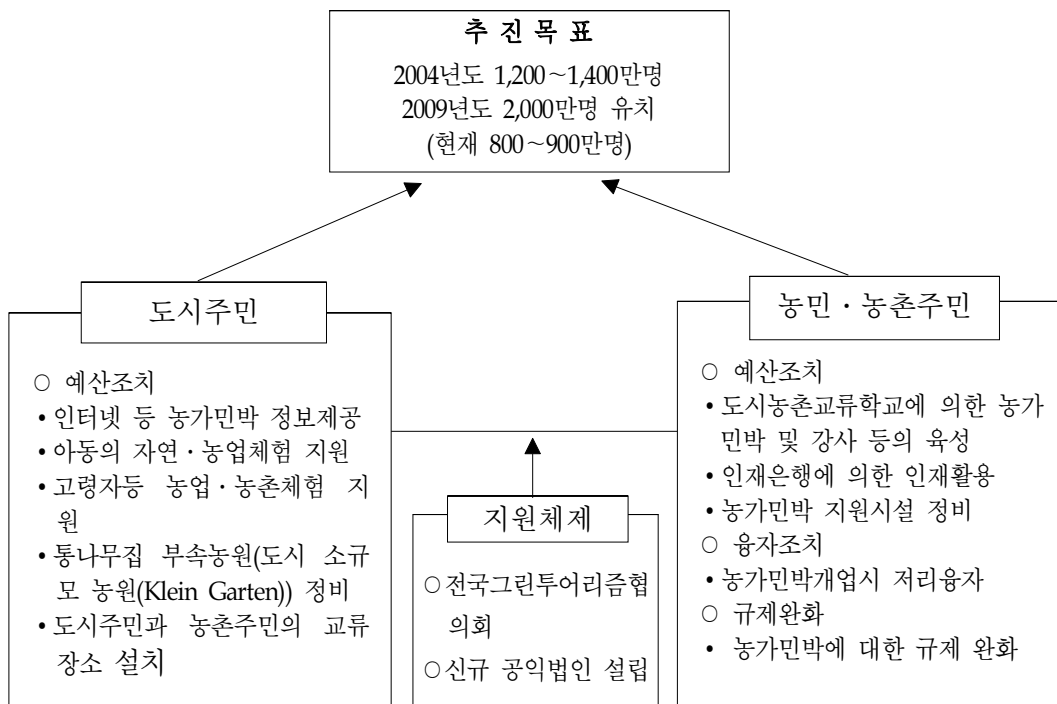 추 진 목 표
2004년도 1,200~1,400만명
2009년도 2,000만명 유치
(현재 800~900만명)
도시주민
○ 예산조치
• 인터넷 등 농가민박 정보제공
• 아동의 자연·농업체험 지원
• 고령자등 농업·농촌체험 지
원
• 통나무집 부속농원(도시 소규
모 농원(Klein Garten)) 정비
• 도시주민과 농촌주민의 교류
장소 설치
지원체제
○ 전국그린투어리즘협
의회
○ 신규 공익법인 설립
농민·농촌주민
○ 예산조치
• 도시농촌교류학교에 의한 농가
민박 및 강사 등의 육성
• 인재은행에 의한 인재활용
• 농가민박 지원시설 정비
○ 융자조치
• 농가민박개업시 저리융자
○ 규제완화
• 농가민박에 대한 규제 완화